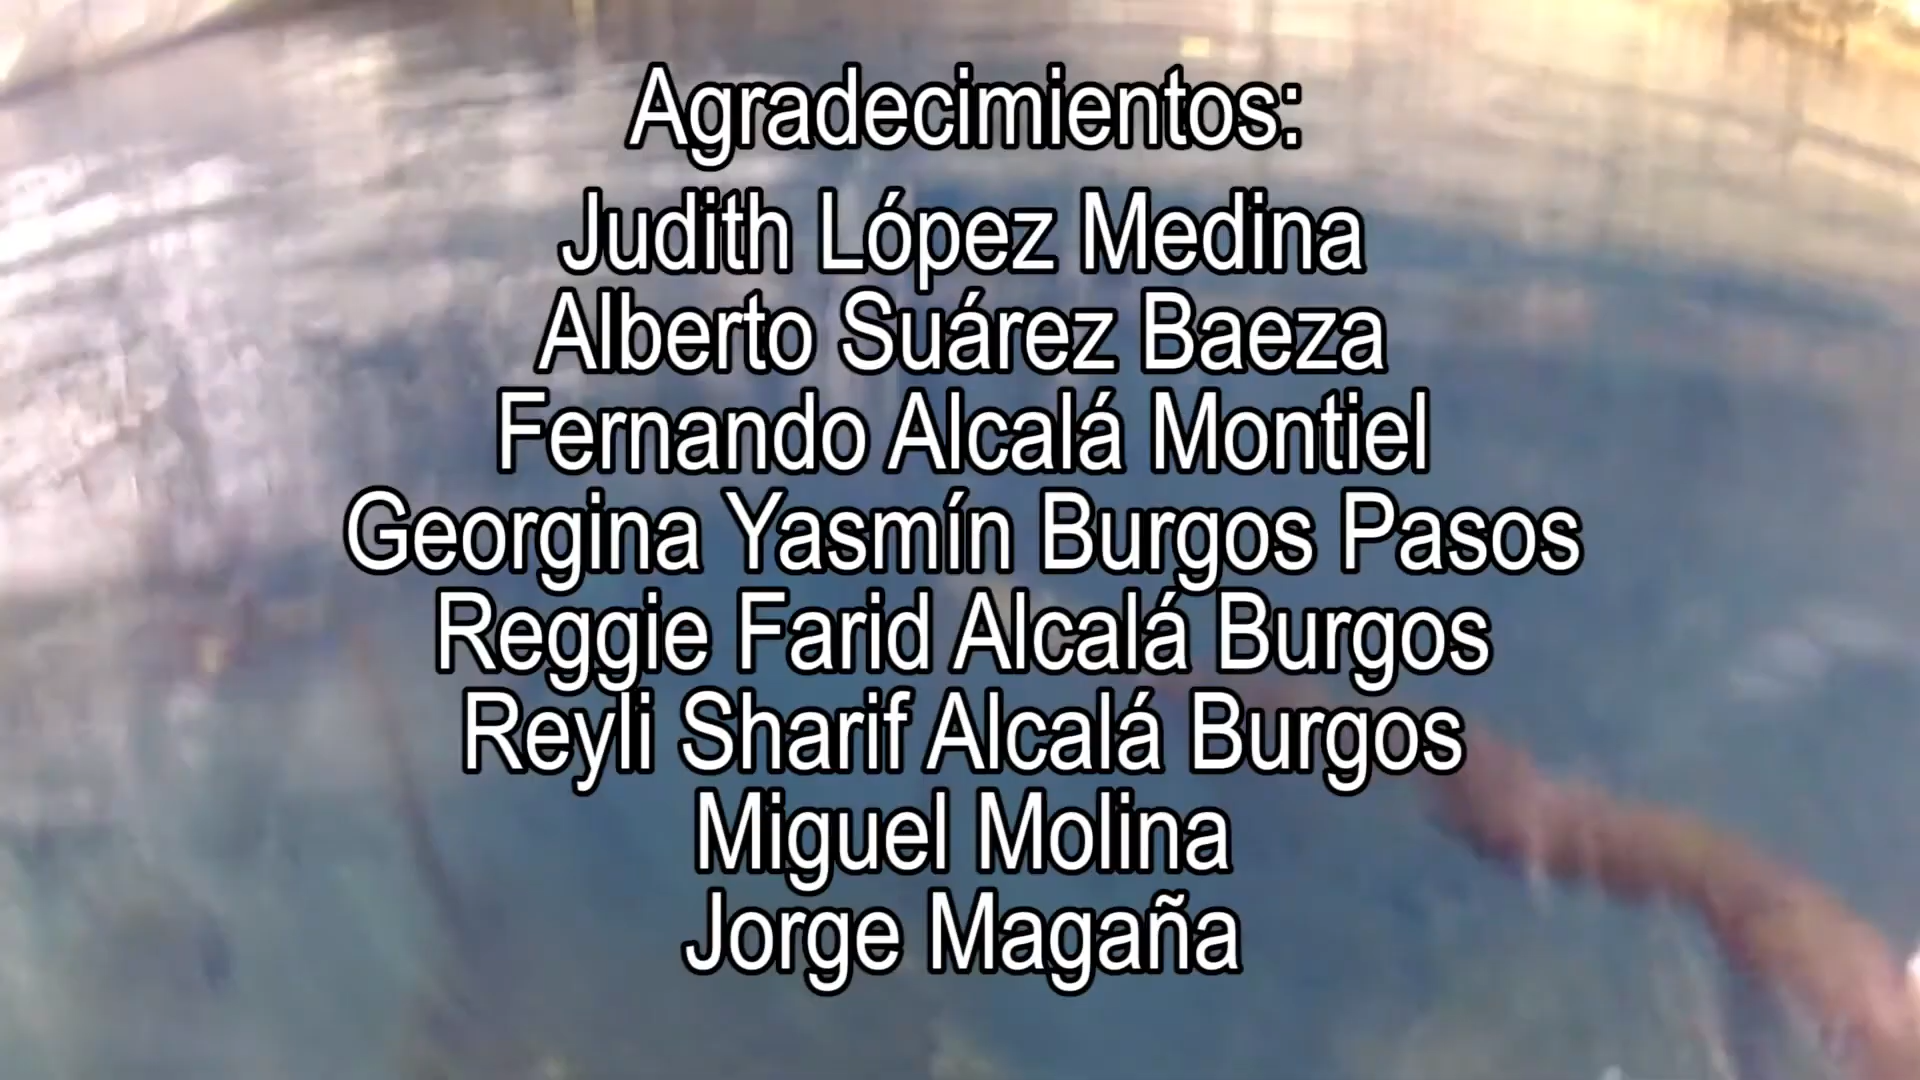 Agradecimientos:
Judith López Medina
Alberto Suárez Baeza
Fernando Alcalá Montiel
Georgina Yasmín Burgos Pasos
Reggie Farid Alcalá Burgos
Reyli Sharif Alcalá Burgos
Miguel Molina
Jorge Magaña